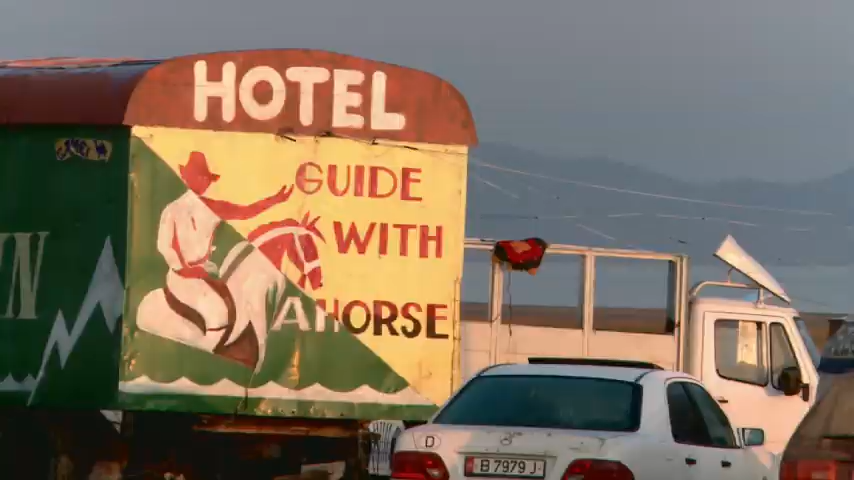 HOTEL
GUIDE
WITH
A HORSE
D
B 7979 J